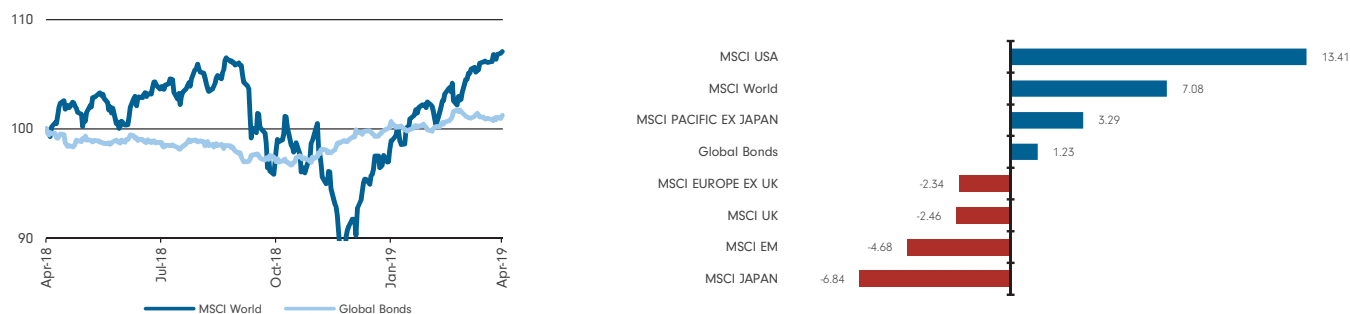 110
100
90
Apr-18
Jul-18
Oct-18
Jan-19
Apr-19
MSCI World
Global Bonds
MSCI USA
13.41
MSCI World
7.08
MSCI PACIFIC EX JAPAN
3.29
Global Bonds
1.23
MSCI EUROPE EX UK
-2.34
MSCI UK
-2.46
MSCI EM
-4.68
MSCI JAPAN
-6.84